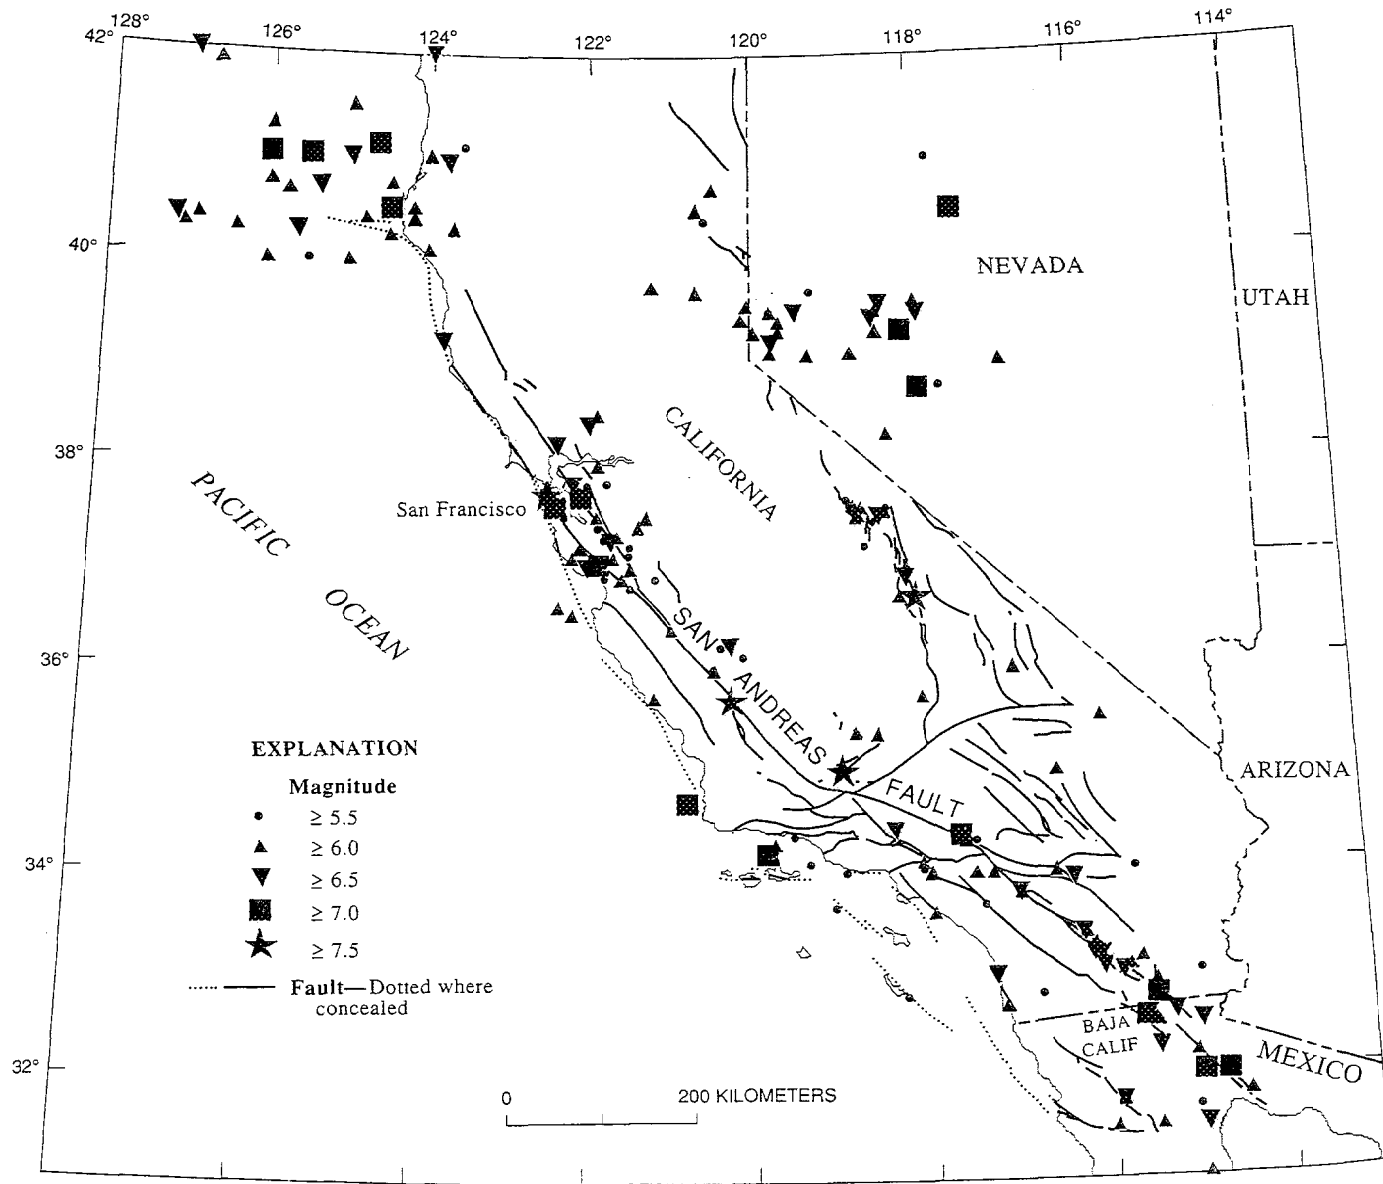 128°
126°
124°
122°
120°
118°
116°
114°
42°
40°
38°
36°
34°
32°
NEVADA
UTAH
CALIFORNIA
PACIFIC
OCEAN
San Francisco
SAN
ANDREAS
FAULT
ARIZONA
EXPLANATION
Magnitude
≥ 5.5
≥ 6.0
≥ 6.5
≥ 7.0
≥ 7.5
Fault—Dotted where
concealed
BAJA
CALIF
MEXICO
0 200 KILOMETERS